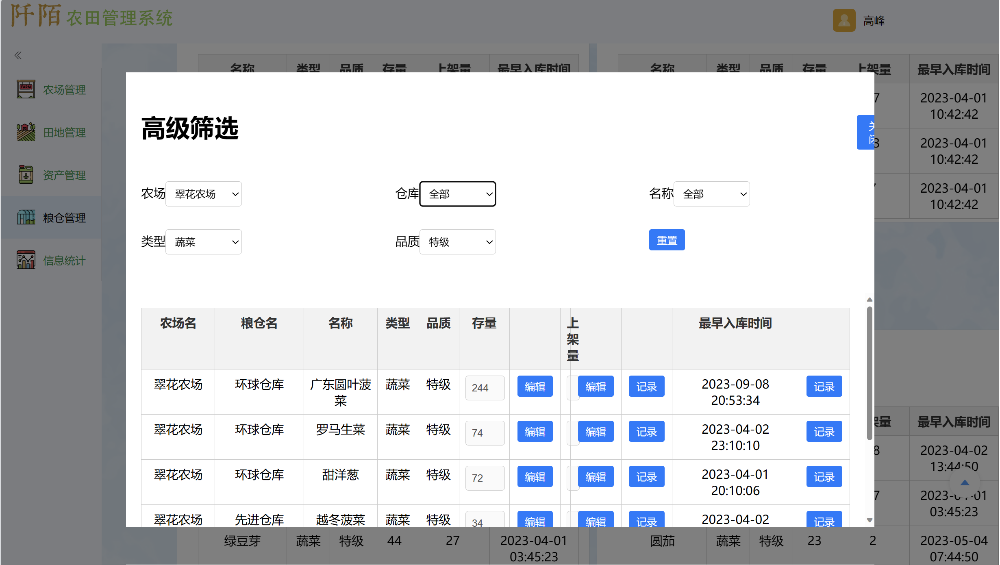 阡陌 农田管理系统
高峰
农场管理
田地管理
资产管理
粮仓管理
信息统计
名称 类型 品质 存量 上架量 最早入库时间
名称 类型 品质 存量 上架量 最早入库时间
7 2023-04-01
10:42:42
3 2023-04-01
10:42:42
2023-04-01
10:42:42
高级筛选
关
闭
农场 翠花农场 仓库 全部 名称 全部
类型 蔬菜 品质 特级 重置
农场名 粮仓名 名称 类型 品质 存量 上架量 最早入库时间
翠花农场 环球仓库 广东圆叶菠菜 蔬菜 特级 244 编辑 编辑 记录 2023-09-08 20:53:34 记录
翠花农场 环球仓库 罗马生菜 蔬菜 特级 74 编辑 编辑 记录 2023-04-02 23:10:10 记录
翠花农场 环球仓库 甜洋葱 蔬菜 特级 72 编辑 编辑 记录 2023-04-01 20:10:06 记录
翠花农场 先进仓库 越冬菠菜 蔬菜 特级 34 编辑 编辑 记录 2023-04-02 记录
架量 最早入库时间
8 2023-04-02
13:44:50
7 2023-04-01
03:45:23
绿豆芽 蔬菜 特级 44 27 2023-04-01
03:45:23
圆茄 蔬菜 特级 23 2 2023-05-04
07:44:50